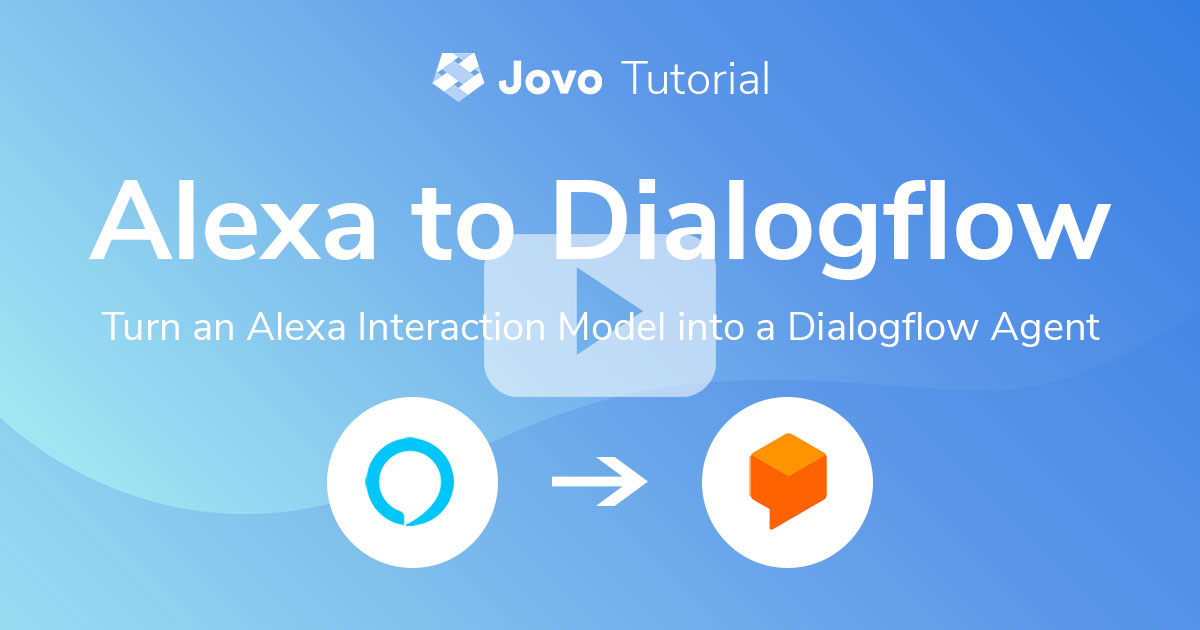 Jovo Tutorial
Alexa to Dialogflow
Turn an Alexa Interaction Model into a Dialogflow Agent